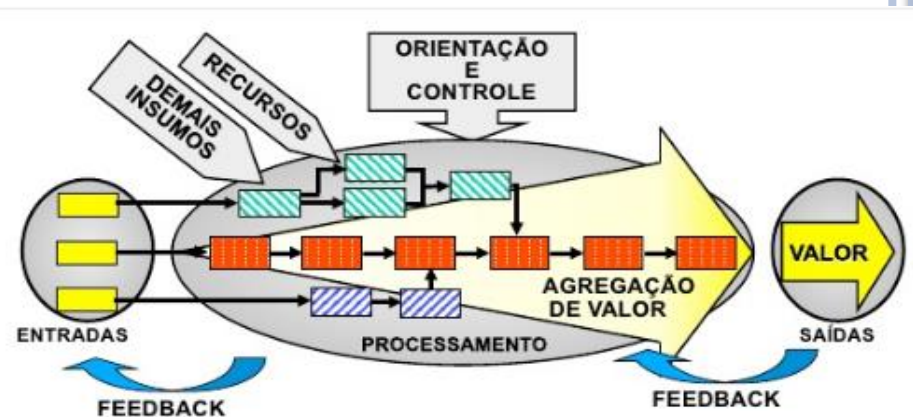 DEMAIS
INSUMOS
RECURSOS
ORIENTAÇÃO
E
CONTROLE
ENTRADAS
PROCESSAMENTO
AGREGAÇÃO
DE VALOR
VALOR
SAÍDAS
FEEDBACK
FEEDBACK